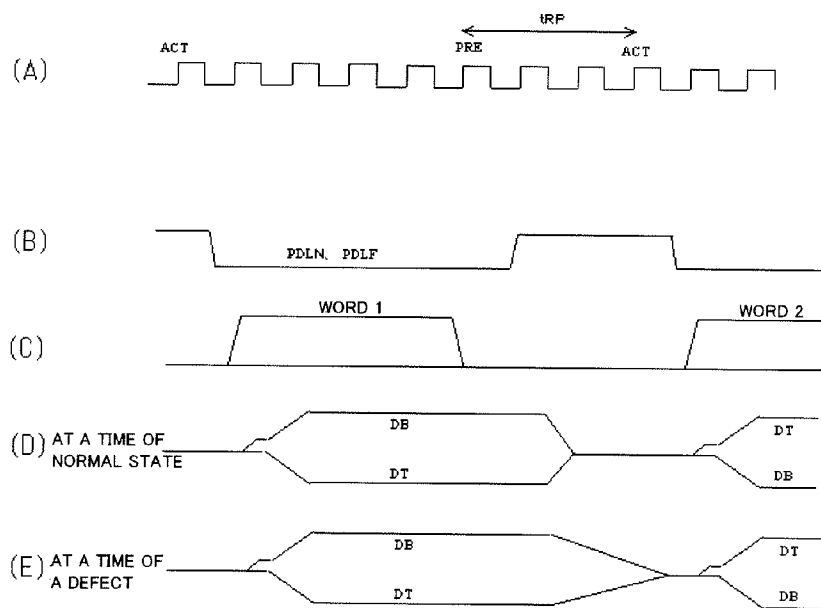 tRP
ACT PRE ACT
(A)
(B)
PDLN、PDLF
WORD 1 WORD 2
(C)
DB DT
(D) AT A TIME OF
NORMAL STATE
DT DB
DB DT
(E) AT A TIME OF
A DEFECT
DT DB